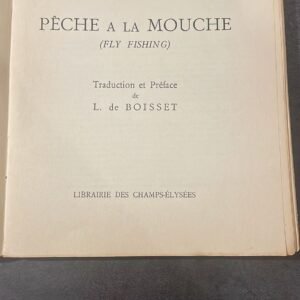 PÊCHE A LA MOUCHE
(FLY FISHING)
Traduction et Préface
de
L. de BOISSET
LIBRAIRIE DES CHAMPS-ÉLYSÉES